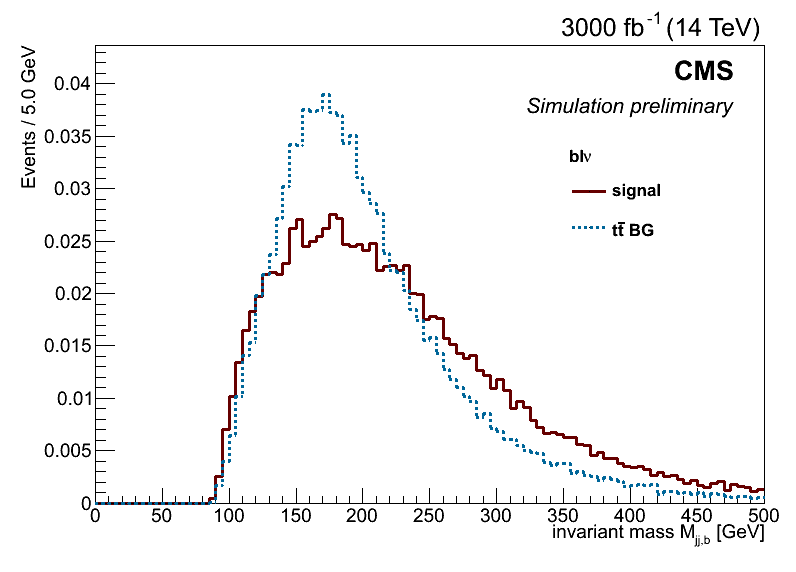 3000 fb⁻¹ (14 TeV)
CMS
Simulation preliminary
Events / 5.0 GeV
blν
signal
tt̄ BG
0.04
0.035
0.03
0.025
0.02
0.015
0.01
0.005
0
0 50 100 150 200 250 300 350 400 450 500
invariant mass M_jj,b [GeV]